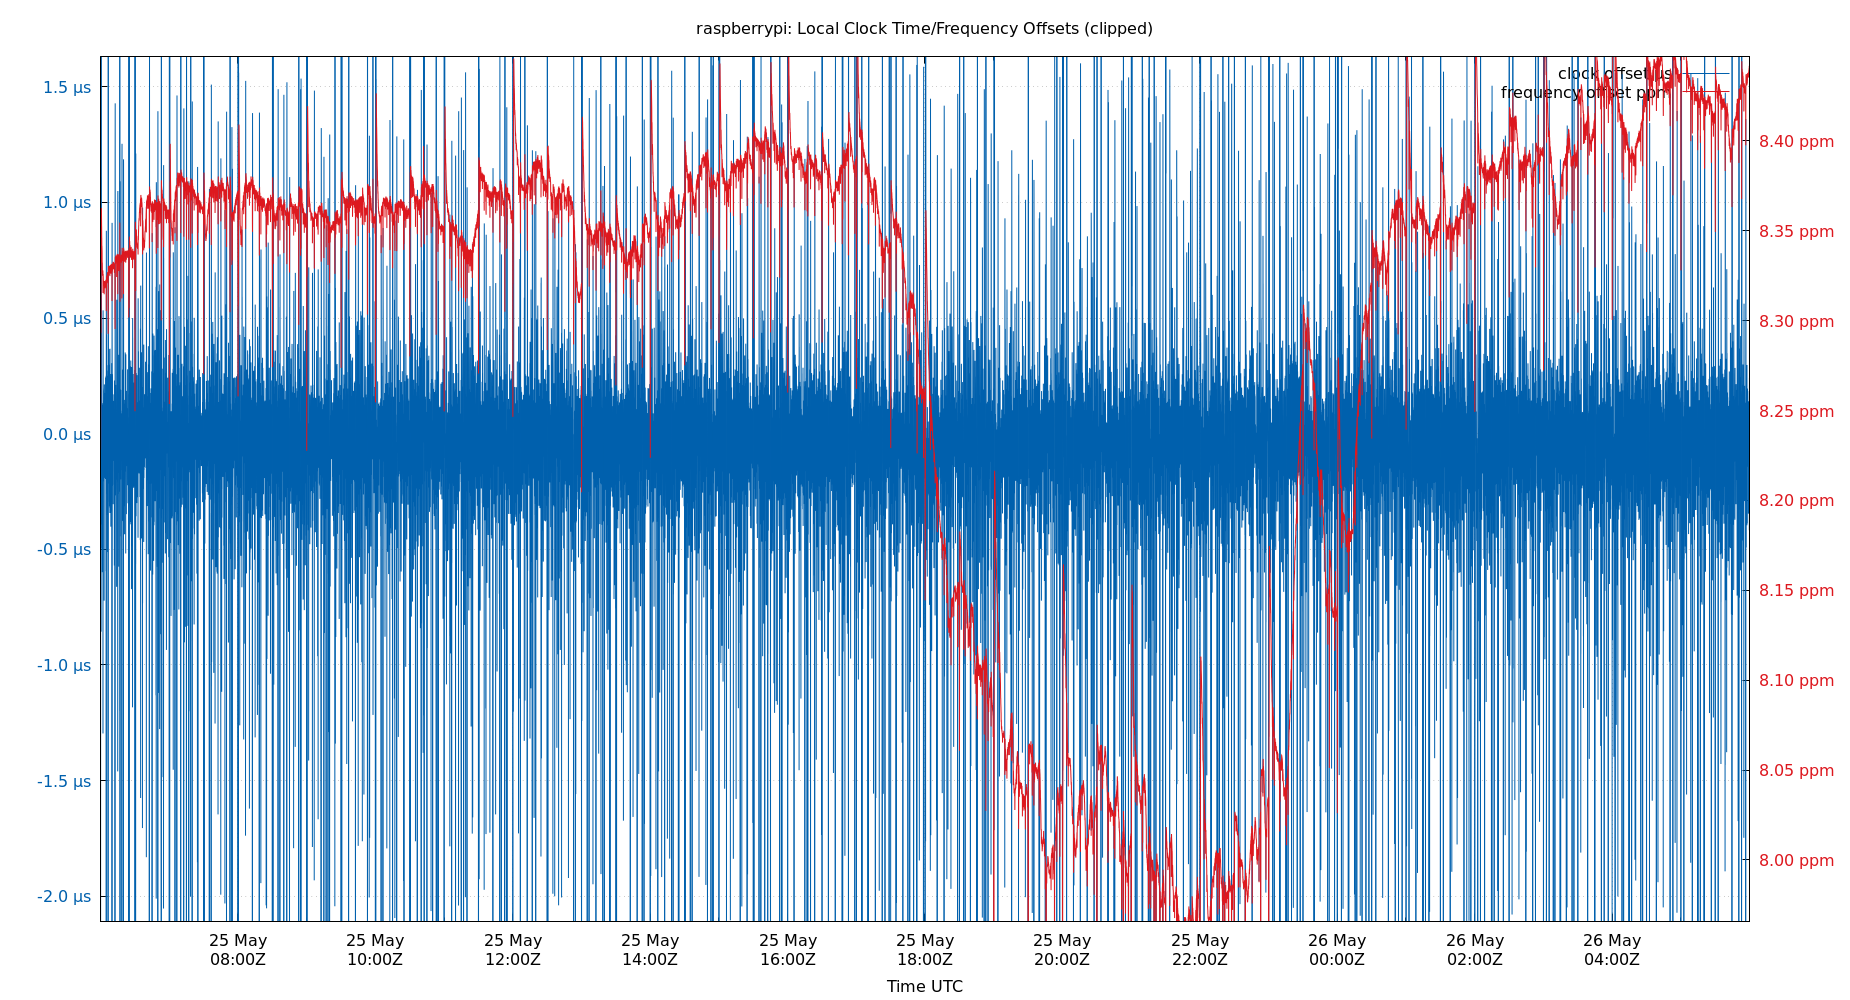 raspberrypi: Local Clock Time/Frequency Offsets (clipped)
clock offset µs
frequency offset ppm
1.5 µs
1.0 µs
0.5 µs
0.0 µs
-0.5 µs
-1.0 µs
-1.5 µs
-2.0 µs
8.40 ppm
8.35 ppm
8.30 ppm
8.25 ppm
8.20 ppm
8.15 ppm
8.10 ppm
8.05 ppm
8.00 ppm
25 May
08:00Z
25 May
10:00Z
25 May
12:00Z
25 May
14:00Z
25 May
16:00Z
25 May
18:00Z
25 May
20:00Z
25 May
22:00Z
26 May
00:00Z
26 May
02:00Z
26 May
04:00Z
Time UTC